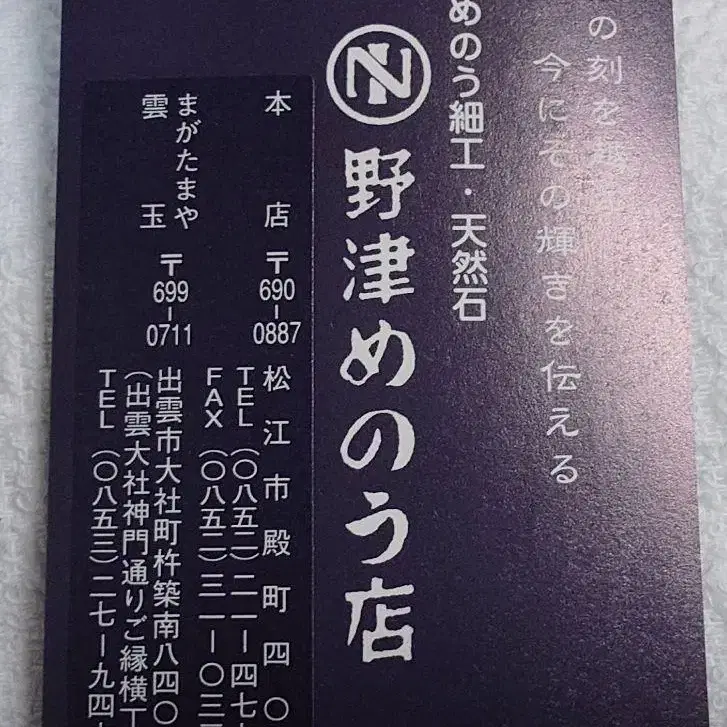 の刻を
今にその輝きを伝える
めのう細工・天然石
N
野津めのう店
本店
〒690-0887
松江市殿町四〇
TEL(〇八五二)二一ー四七
FAX(〇八五二)三一ー〇三
まがたまや
雲玉
〒699-0711
出雲市大社町杵築南八四〇
(出雲大社神門通りご縁横丁
TEL(〇八五三)二七ー九四